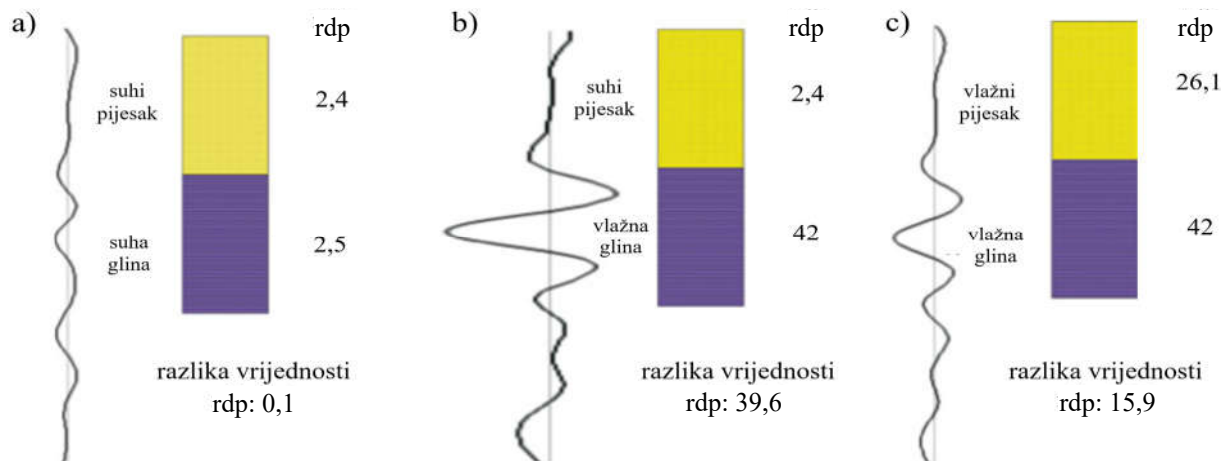 a)
rdp
suhi
pijesak
2,4
suha
glina
2,5
razlika vrijednosti
rdp: 0,1
b)
rdp
suhi
pijesak
2,4
vlažna
glina
42
razlika vrijednosti
rdp: 39,6
c)
rdp
vlažni
pijesak
26,1
vlažna
glina
42
razlika vrijednosti
rdp: 15,9